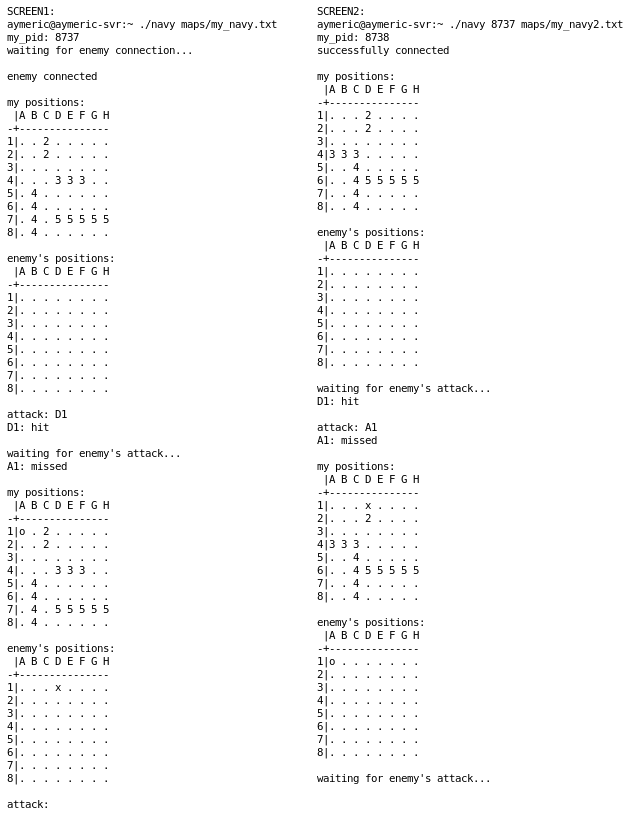 SCREEN1:
aymeric@aymeric-svr:~ ./navy maps/my_navy.txt
my_pid: 8737
waiting for enemy connection...

enemy connected

my positions:
 |A B C D E F G H
-+---------------
1|. . 2 . . . . .
2|. . 2 . . . . .
3|. . . . . . . .
4|. . . 3 3 3 . .
5|. 4 . . . . . .
6|. 4 . . . . . .
7|. 4 . 5 5 5 5 5
8|. 4 . . . . . .

enemy's positions:
 |A B C D E F G H
-+---------------
1|. . . . . . . .
2|. . . . . . . .
3|. . . . . . . .
4|. . . . . . . .
5|. . . . . . . .
6|. . . . . . . .
7|. . . . . . . .
8|. . . . . . . .

attack: D1
D1: hit

waiting for enemy's attack...
A1: missed

my positions:
 |A B C D E F G H
-+---------------
1|o . 2 . . . . .
2|. . 2 . . . . .
3|. . . . . . . .
4|. . . 3 3 3 . .
5|. 4 . . . . . .
6|. 4 . . . . . .
7|. 4 . 5 5 5 5 5
8|. 4 . . . . . .

enemy's positions:
 |A B C D E F G H
-+---------------
1|. . . x . . . .
2|. . . . . . . .
3|. . . . . . . .
4|. . . . . . . .
5|. . . . . . . .
6|. . . . . . . .
7|. . . . . . . .
8|. . . . . . . .

attack:
SCREEN2:
aymeric@aymeric-svr:~ ./navy 8737 maps/my_navy2.txt
my_pid: 8738
successfully connected

my positions:
 |A B C D E F G H
-+---------------
1|. . . 2 . . . .
2|. . . 2 . . . .
3|. . . . . . . .
4|3 3 3 . . . . .
5|. . 4 . . . . .
6|. . 4 5 5 5 5 5
7|. . 4 . . . . .
8|. . 4 . . . . .

enemy's positions:
 |A B C D E F G H
-+---------------
1|. . . . . . . .
2|. . . . . . . .
3|. . . . . . . .
4|. . . . . . . .
5|. . . . . . . .
6|. . . . . . . .
7|. . . . . . . .
8|. . . . . . . .

waiting for enemy's attack...
D1: hit

attack: A1
A1: missed

my positions:
 |A B C D E F G H
-+---------------
1|. . . x . . . .
2|. . . 2 . . . .
3|. . . . . . . .
4|3 3 3 . . . . .
5|. . 4 . . . . .
6|. . 4 5 5 5 5 5
7|. . 4 . . . . .
8|. . 4 . . . . .

enemy's positions:
 |A B C D E F G H
-+---------------
1|o . . . . . . .
2|. . . . . . . .
3|. . . . . . . .
4|. . . . . . . .
5|. . . . . . . .
6|. . . . . . . .
7|. . . . . . . .
8|. . . . . . . .

waiting for enemy's attack...